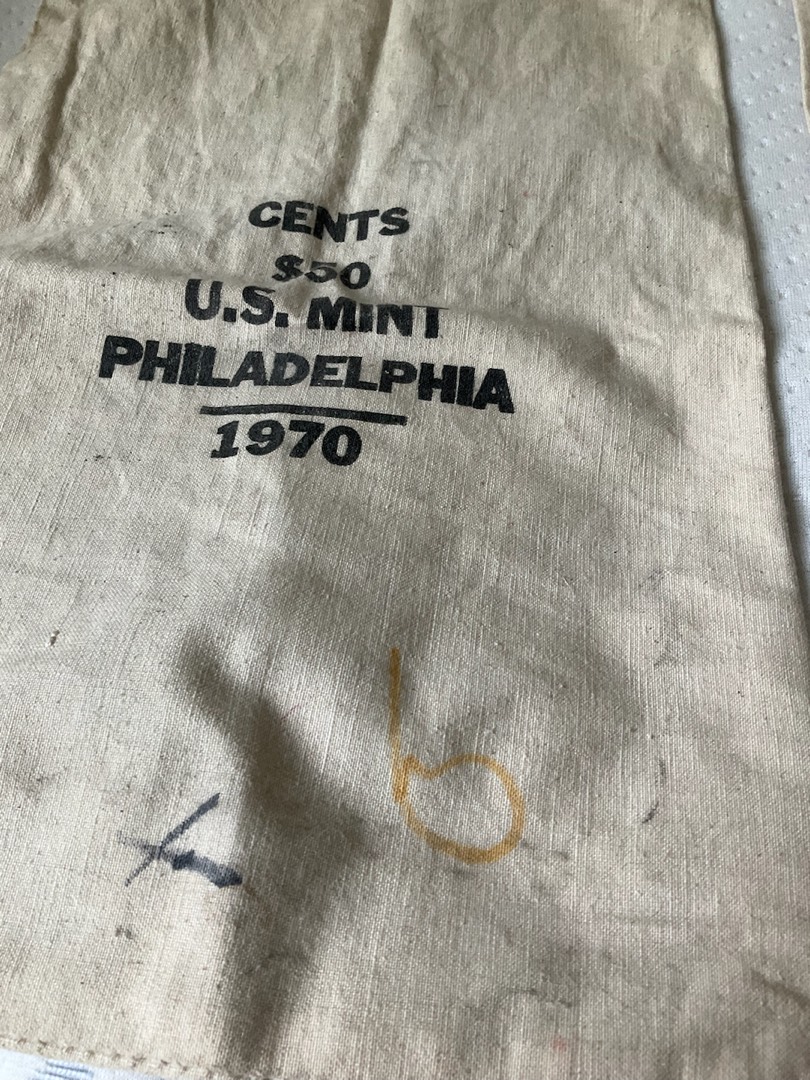 CENTS
$50
U.S. MINT
PHILADELPHIA
1970
b